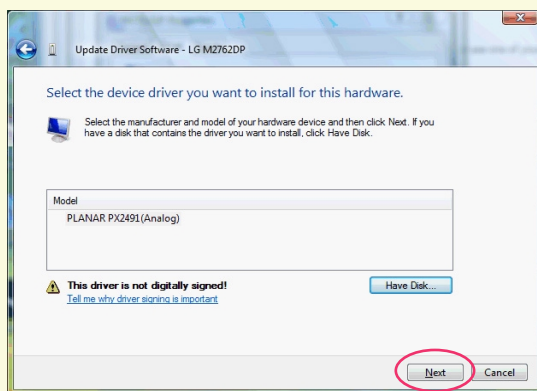 Update Driver Software - LG M2762DP
Select the device driver you want to install for this hardware.
Select the manufacturer and model of your hardware device and then click Next. If you
have a disk that contains the driver you want to install, click Have Disk.
Model
PLANAR PX2491(Analog)
This driver is not digitally signed!
Have Disk...
Tell me why driver signing is important
Next
Cancel